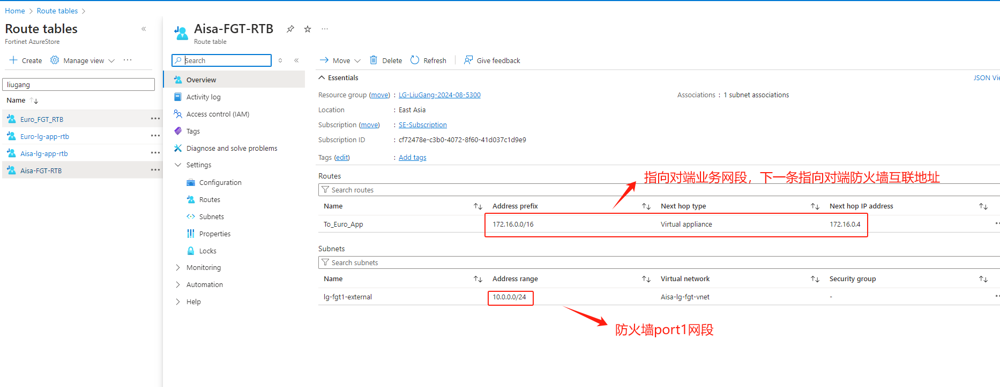 Home > Route tables >
Route tables «
Fortinet AzureStore
+ Create Manage view ···
liugang
Name ↑↓
Euro_FGT_RTB ···
Euro-lg-app-rtb ···
Aisa-lg-app-rtb ···
Aisa-FGT-RTB ···
Aisa-FGT-RTB ···
Route table
Search «
Overview
Activity log
Access control (IAM)
Tags
Diagnose and solve problems
Settings
Configuration
Routes
Subnets
Properties
Locks
Monitoring
Automation
Help
Move Delete Refresh Give feedback
Essentials JSON Vie
Resource group (move) : LG-LiuGang-2024-08-5300
Location : East Asia
Subscription (move) : SE-Subscription
Subscription ID : cf72478e-c3b0-4072-8f60-41d037c1d9e9
Tags (edit) : Add tags
Associations : 1 subnet associations
Routes
指向对端业务网段，下一条指向对端防火墙互联地址
Search routes
Name ↑↓ Address prefix ↑↓ Next hop type ↑↓ Next hop IP address ↑↓
To_Euro_App 172.16.0.0/16 Virtual appliance 172.16.0.4
Subnets
Search subnets
Name ↑↓ Address range ↑↓ Virtual network ↑↓ Security group ↑↓
lg-fgt1-external 10.0.0.0/24 Aisa-lg-fgt-vnet -
防火墙port1网段